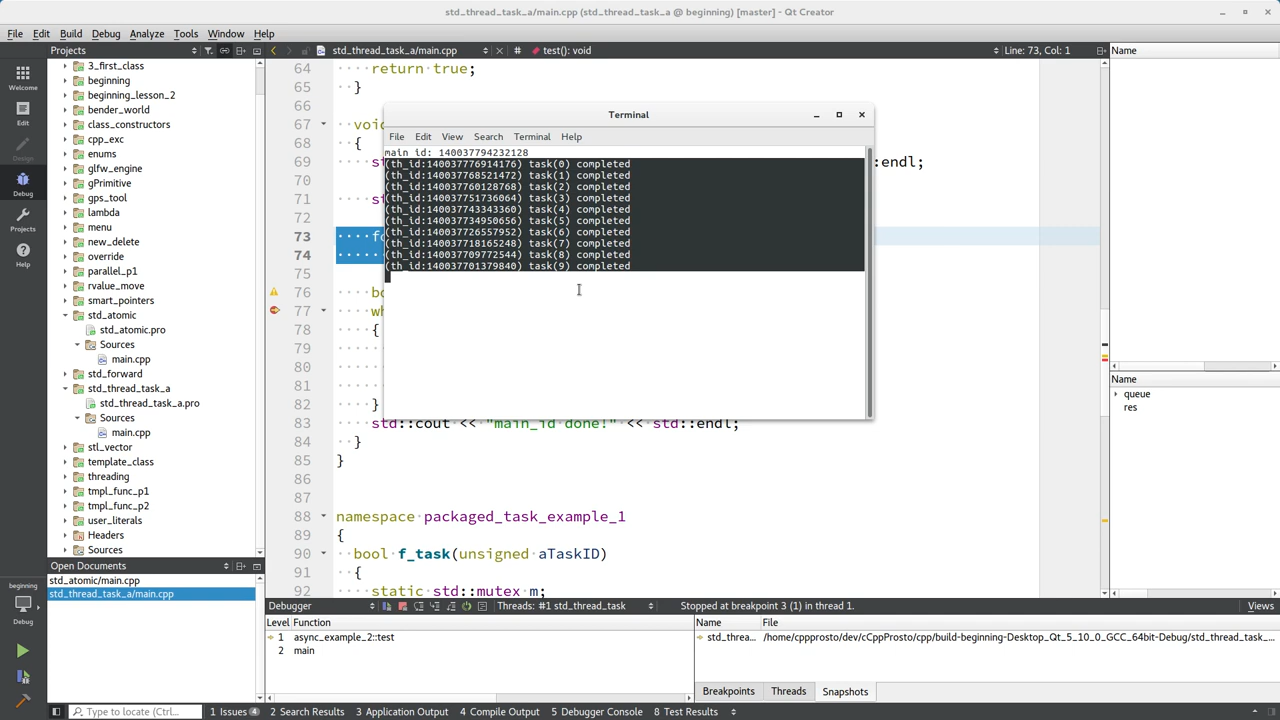 std_thread_task_a/main.cpp (std_thread_task_a @ beginning) [master] - Qt Creator
File Edit Build Debug Analyze Tools Window Help
Projects
std_thread_task_a/main.cpp
#
test(): void
Line: 73, Col: 1
Name
Welcome
Edit
Design
Debug
Projects
Help
beginning
Debug
3_first_class
beginning
beginning_lesson_2
bender_world
class_constructors
cpp_exc
enums
glfw_engine
gPrimitive
gps_tool
lambda
menu
new_delete
override
parallel_p1
rvalue_move
smart_pointers
std_atomic
std_atomic.pro
Sources
main.cpp
std_forward
std_thread_task_a
std_thread_task_a.pro
Sources
main.cpp
stl_vector
template_class
threading
tmpl_func_p1
tmpl_func_p2
user_literals
Headers
Sources
Open Documents
std_atomic/main.cpp
std_thread_task_a/main.cpp
64 ····return·true;
65 ··}
66
67 ··voi
68 ··{
69 ····st ::endl;
70
71 ····st
72
73 ····fo
74 ····
75
76 ····bo
77 ····wh
78 ····{
79
80
81
82 ····}
83 ····std::cout·<<·"main_id·done!"·<<·std::endl;
84 ··}
85 }
86
87
88 namespace·packaged_task_example_1
89 {
90 ··bool·f_task(unsigned·aTaskID)
91 ··{
92 ····static·std::mutex·m;
Terminal
File Edit View Search Terminal Help
main id: 140037794232128
(th_id:140037776914176) task(0) completed
(th_id:140037768521472) task(1) completed
(th_id:140037760128768) task(2) completed
(th_id:140037751736064) task(3) completed
(th_id:140037743343360) task(4) completed
(th_id:140037734950656) task(5) completed
(th_id:140037726557952) task(6) completed
(th_id:140037718165248) task(7) completed
(th_id:140037709772544) task(8) completed
(th_id:140037701379840) task(9) completed
Name
queue
res
Debugger
Threads: #1 std_thread_task
Stopped at breakpoint 3 (1) in thread 1.
Views
Level Function
1 async_example_2::test
2 main
Name File
std_threa... /home/cppprosto/dev/cCppProsto/cpp/build-beginning-Desktop_Qt_5_10_0_GCC_64bit-Debug/std_thread_task_...
Breakpoints Threads Snapshots
Type to locate (Ctrl...
1 Issues 4
2 Search Results
3 Application Output
4 Compile Output
5 Debugger Console
8 Test Results